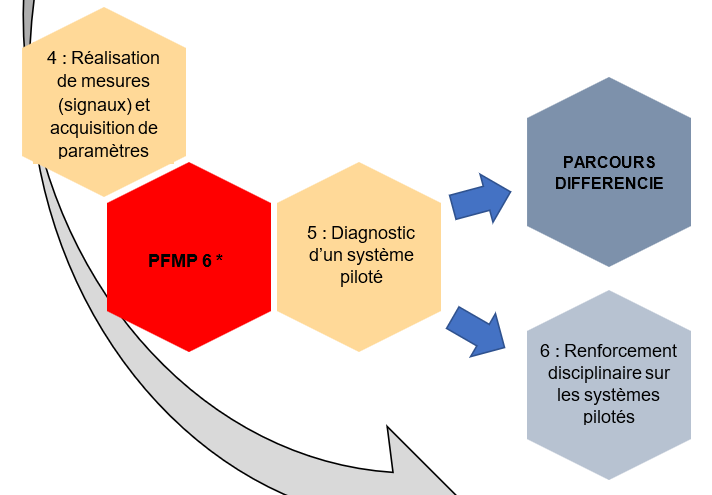 4 : Réalisation
de mesures
(signaux) et
acquisition de
paramètres
PFMP 6 *
5 : Diagnostic
d’un système
piloté
PARCOURS
DIFFERENCIE
6 : Renforcement
disciplinaire sur
les systèmes
pilotés